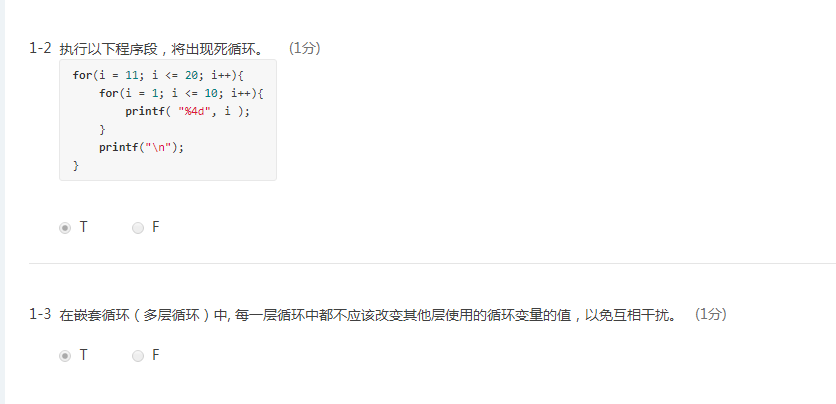 1-2 执行以下程序段，将出现死循环。 (1分)
for(i = 11; i <= 20; i++){
for(i = 1; i <= 10; i++){
printf( "%4d", i );
}
printf("\n");
}
T F
1-3 在嵌套循环（多层循环）中, 每一层循环中都不应该改变其他层使用的循环变量的值，以免互相干扰。 (1分)
T F